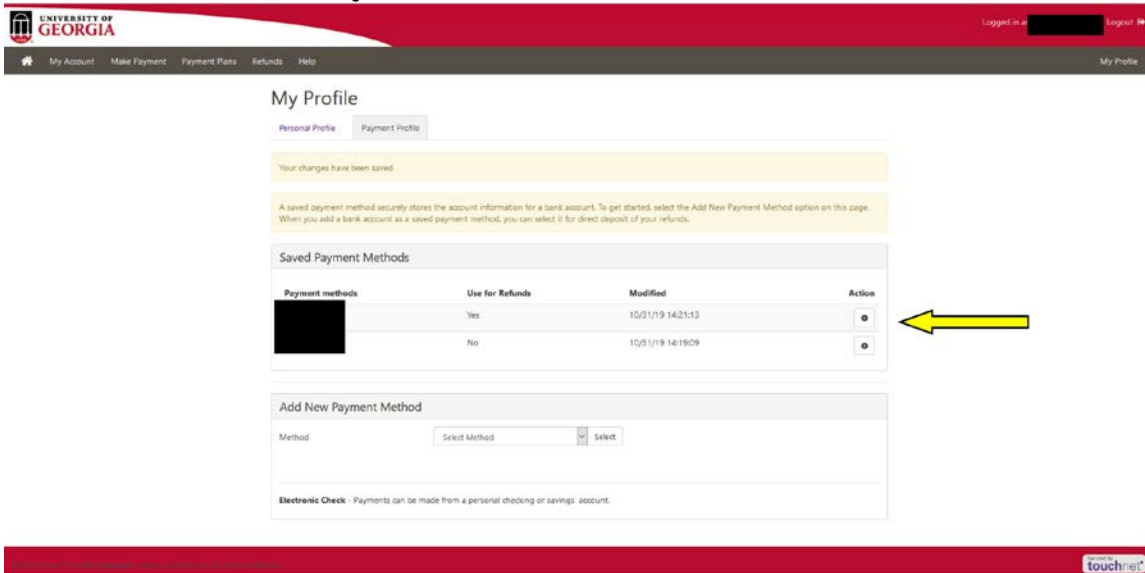 UNIVERSITY OF
GEORGIA
Logged in as
Logout
My Account Make Payment Payment Plans Refunds Help
My Profile
My Profile
Personal Profile Payment Profile
Your changes have been saved.
A saved payment method securely stores the account information for a bank account. To get started, select the Add New Payment Method option on this page.
When you add a bank account as a saved payment method, you can select it for direct deposit of your refunds.
Saved Payment Methods
Payment methods Use for Refunds Modified Action
Yes 10/31/19 14:21:13
No 10/31/19 14:19:09
Add New Payment Method
Method Select Method Select
Electronic Check - Payments can be made from a personal checking or savings account.
touchnet